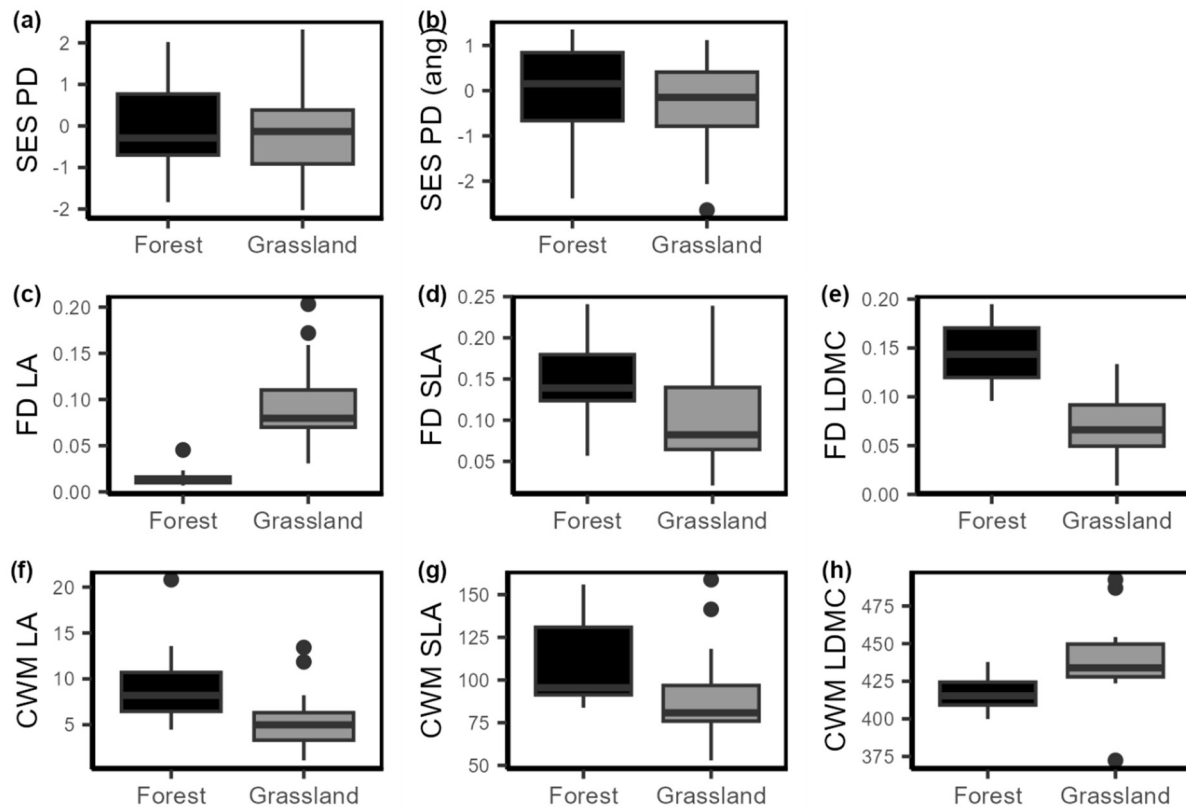 (a)
SES PD
2
1
0
-1
-2
Forest Grassland
(b)
SES PD (ang)
1
0
-1
-2
Forest Grassland
(c)
FD LA
0.20
0.15
0.10
0.05
0.00
Forest Grassland
(d)
FD SLA
0.25
0.20
0.15
0.10
0.05
Forest Grassland
(e)
FD LDMC
0.20
0.15
0.10
0.05
0.00
Forest Grassland
(f)
CWM LA
20
15
10
5
Forest Grassland
(g)
CWM SLA
150
125
100
75
50
Forest Grassland
(h)
CWM LDMC
475
450
425
400
375
Forest Grassland